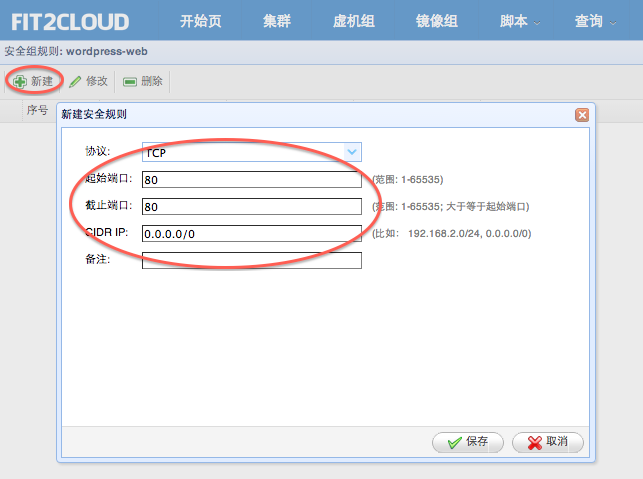 FIT2CLOUD 开始页 集群 虚机组 镜像组 脚本 查询
安全组规则: wordpress-web
新建 修改 删除
序号
新建安全规则
协议: TCP
起始端口: 80 (范围: 1-65535)
截止端口: 80 (范围: 1-65535; 大于等于起始端口)
CIDR IP: 0.0.0.0/0 (比如: 192.168.2.0/24, 0.0.0.0/0)
备注:
保存 取消